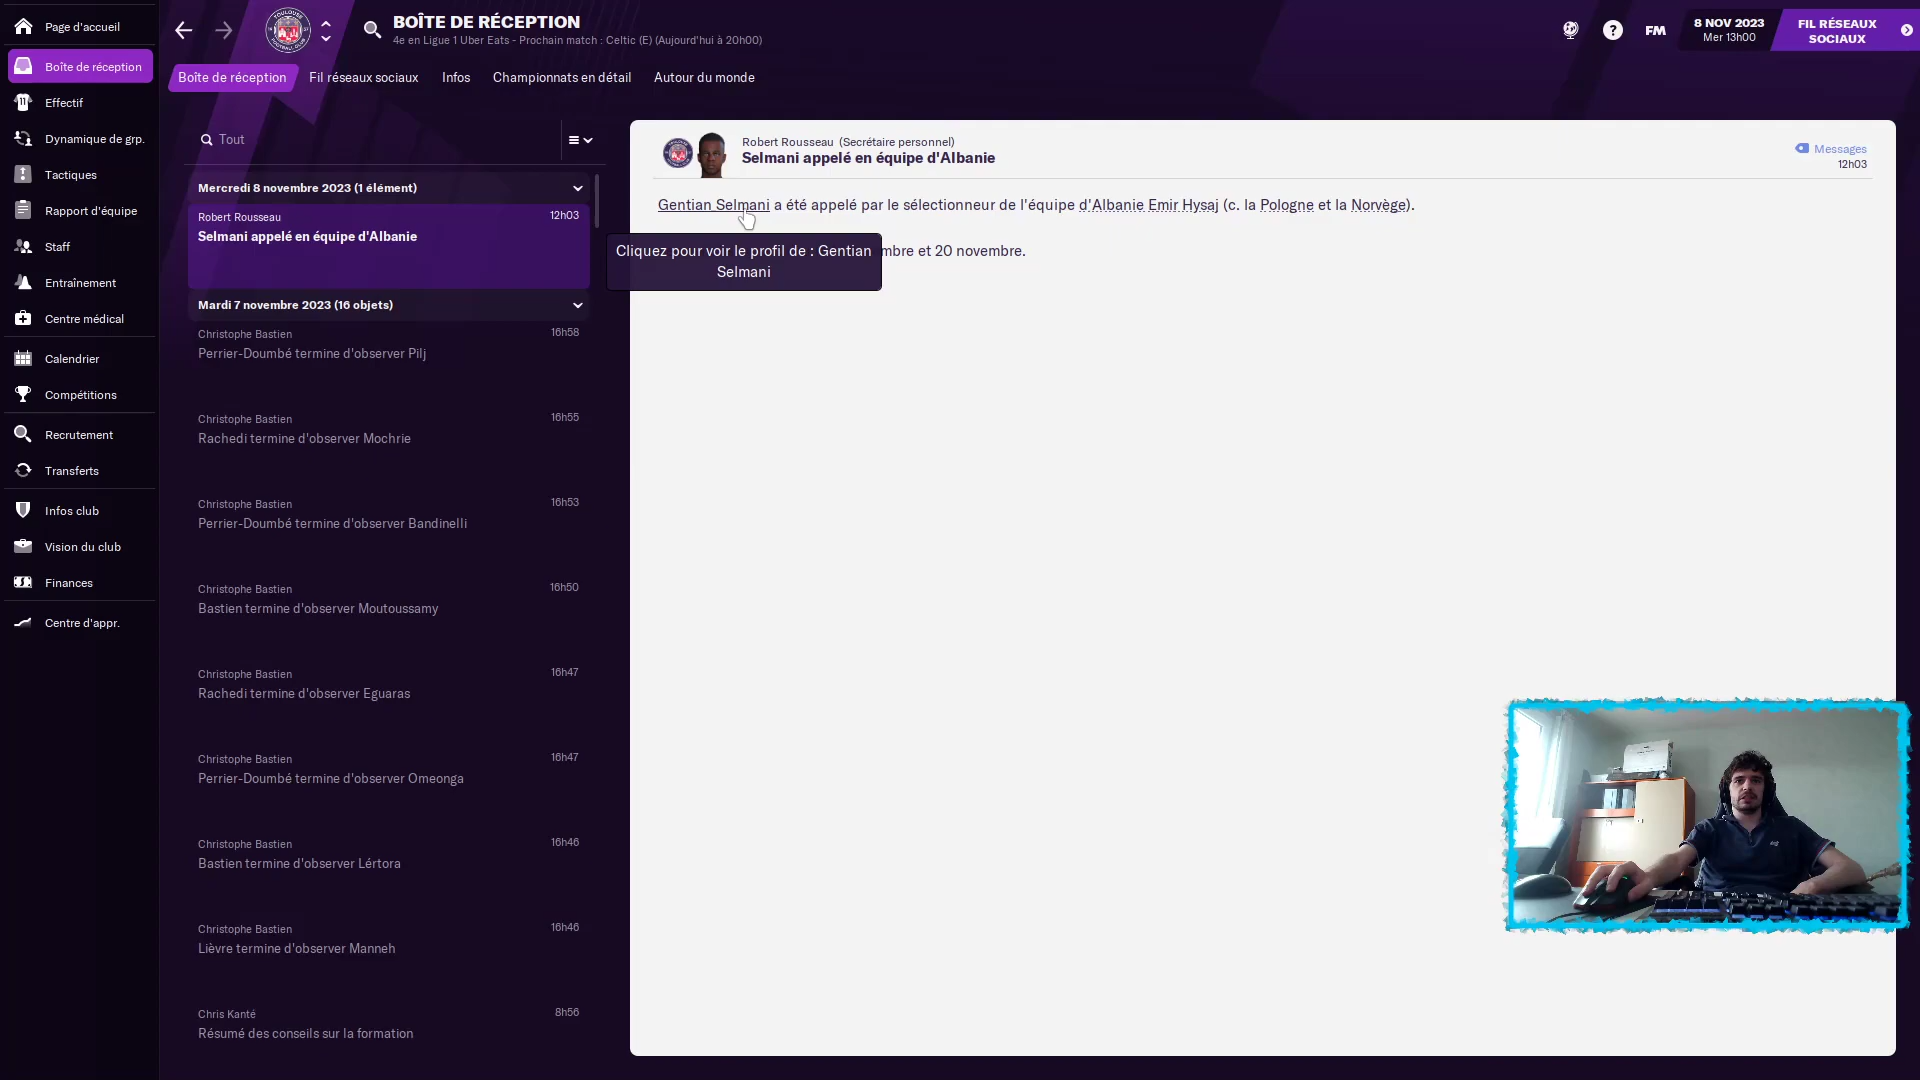 Page d'accueil
Boîte de réception
Effectif
Dynamique de grp.
Tactiques
Rapport d'équipe
Staff
Entraînement
Centre médical
Calendrier
Compétitions
Recrutement
Transferts
Infos club
Vision du club
Finances
Centre d'appr.
BOÎTE DE RÉCEPTION
4e en Ligue 1 Uber Eats - Prochain match : Celtic (E) (Aujourd'hui à 20h00)
FM
8 NOV 2023
Mer 13h00
FIL RÉSEAUX
SOCIAUX
Boîte de réception
Fil réseaux sociaux
Infos
Championnats en détail
Autour du monde
Tout
Mercredi 8 novembre 2023 (1 élément)
Robert Rousseau 12h03
Selmani appelé en équipe d'Albanie
Mardi 7 novembre 2023 (16 objets)
Christophe Bastien 16h58
Perrier-Doumbé termine d'observer Pilj
Christophe Bastien 16h55
Rachedi termine d'observer Mochrie
Christophe Bastien 16h53
Perrier-Doumbé termine d'observer Bandinelli
Christophe Bastien 16h50
Bastien termine d'observer Moutoussamy
Christophe Bastien 16h47
Rachedi termine d'observer Eguaras
Christophe Bastien 16h47
Perrier-Doumbé termine d'observer Omeonga
Christophe Bastien 16h46
Bastien termine d'observer Lértora
Christophe Bastien 16h46
Lièvre termine d'observer Manneh
Chris Kanté 8h56
Résumé des conseils sur la formation
Robert Rousseau (Secrétaire personnel)
Selmani appelé en équipe d'Albanie
Messages
12h03
Gentian Selmani a été appelé par le sélectionneur de l'équipe d'Albanie Emir Hysaj (c. la Pologne et la Norvège).
mbre et 20 novembre.
Cliquez pour voir le profil de : Gentian
Selmani